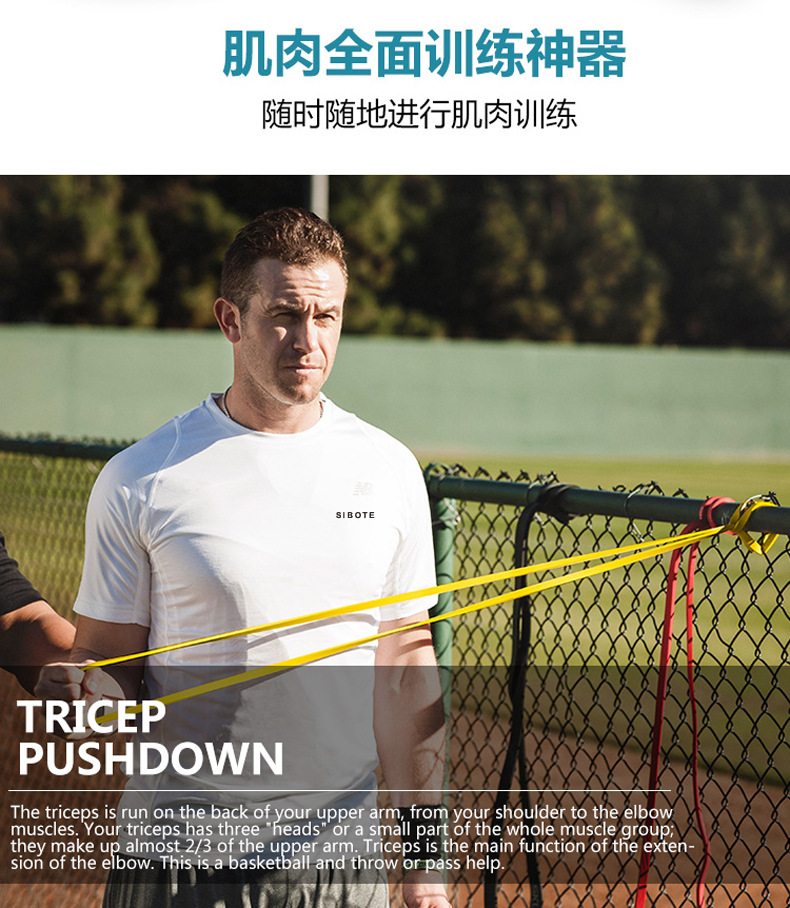 肌肉全面训练神器
随时随地进行肌肉训练
SIBOTE
TRICEP
PUSHDOWN
The triceps is run on the back of your upper arm, from your shoulder to the elbow
muscles. Your triceps has three "heads" or a small part of the whole muscle group;
they make up almost 2/3 of the upper arm. Triceps is the main function of the exten-
sion of the elbow. This is a basketball and throw or pass help.